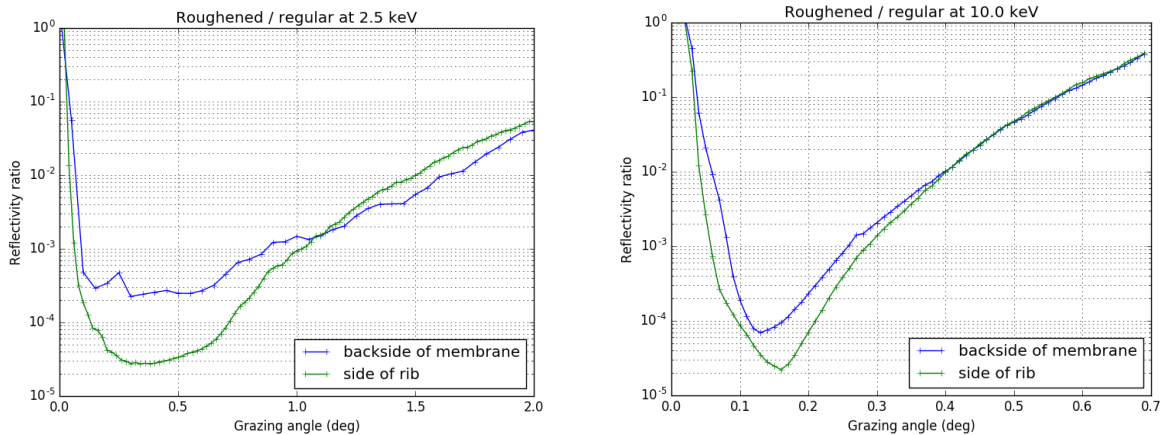 Roughened / regular at 2.5 keV
10^0
10^-1
10^-2
10^-3
10^-4
10^-5
Reflectivity ratio
backside of membrane
side of rib
0.0 0.5 1.0 1.5 2.0
Grazing angle (deg)
Roughened / regular at 10.0 keV
10^0
10^-1
10^-2
10^-3
10^-4
10^-5
Reflectivity ratio
backside of membrane
side of rib
0.0 0.1 0.2 0.3 0.4 0.5 0.6 0.7
Grazing angle (deg)